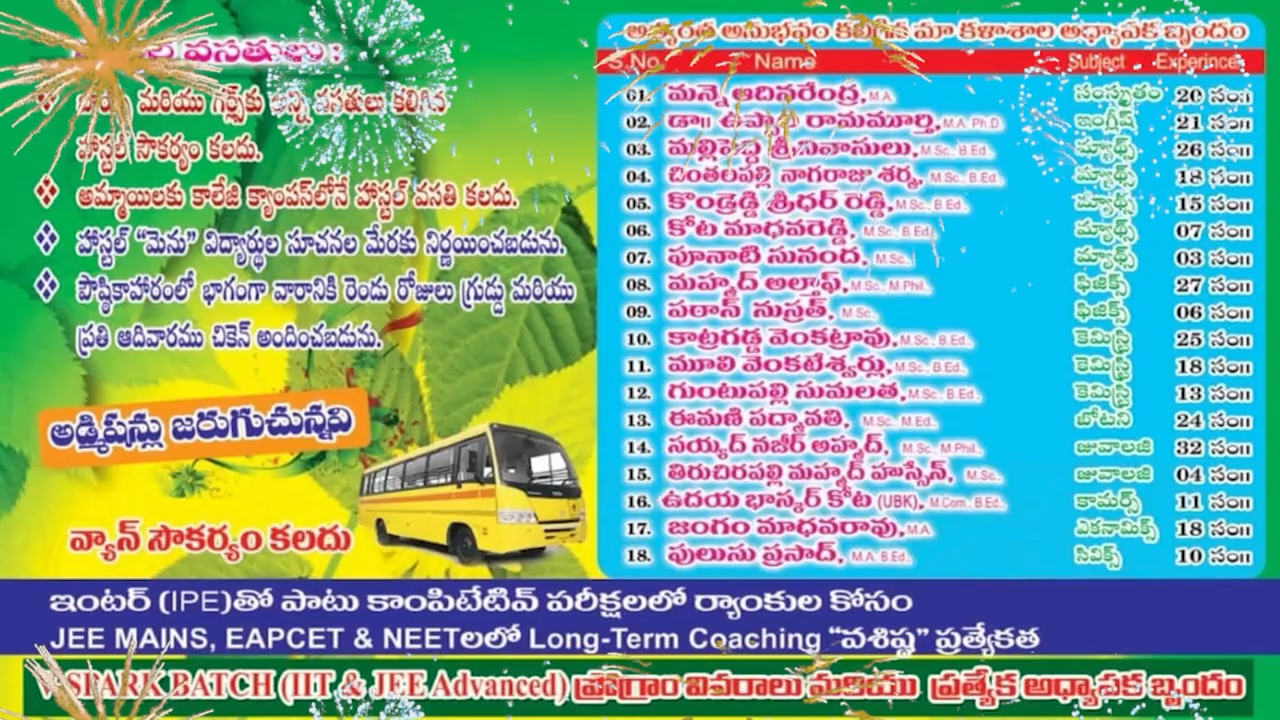 వసతులు :
మరియు గర్ల్స్‌కు అన్ని వసతులు కలిగిన
హాస్టల్ సౌకర్యం కలదు.
అమ్మాయిలకు కాలేజి క్యాంపస్‌లోనే హాస్టల్ వసతి కలదు.
హాస్టల్ “మెను” విద్యార్థుల సూచనల మేరకు నిర్ణయించబడును.
పౌష్ఠికాహారంలో భాగంగా వారానికి రెండు రోజులు గ్రుడ్డు మరియు
ప్రతి ఆదివారము చికెన్ అందించబడును.
అడ్మిషన్లు జరుగుచున్నవి
వ్యాన్ సౌకర్యం కలదు
అత్యంత అనుభవం కలిగిన మా కళాశాల అధ్యాపక బృందం
S.No. Name Subject Experince
01. మన్నె ఆదినరేంద్ర, M.A. సంస్కృతం 20 సం॥
02. డా॥ ఉప్పాల రామమూర్తి, M.A. Ph.D ఇంగ్లీష్ 21 సం॥
03. మల్లిపెద్ది శ్రీనివాసులు, M.Sc., B.Ed., మ్యాథ్స్ 26 సం॥
04. చింతలపల్లి నాగరాజు శర్మ, M.Sc., B.Ed., మ్యాథ్స్ 18 సం॥
05. కొండ్రెడ్డి శ్రీధర్ రెడ్డి, M.Sc., B.Ed., మ్యాథ్స్ 15 సం॥
06. కోట మాధవరెడ్డి, M.Sc., B.Ed., మ్యాథ్స్ 07 సం॥
07. పూనాటి సునంద, M.Sc., మ్యాథ్స్ 03 సం॥
08. మహ్మద్ అల్తాఫ్, M.Sc., M.Phil., ఫిజిక్స్ 27 సం॥
09. పఠాన్ నుస్రత్, M.Sc., ఫిజిక్స్ 06 సం॥
10. కాట్రగడ్డ వెంకట్రావు, M.Sc., B.Ed., కెమిస్ట్రి 25 సం॥
11. మూలి వెంకటేశ్వర్లు, M.Sc., B.Ed., కెమిస్ట్రి 18 సం॥
12. గుంటుపల్లి సుమలత, M.Sc., B.Ed., కెమిస్ట్రి 13 సం॥
13. ఈమణి పద్మావతి, M.Sc., M.Ed., బోటని 24 సం॥
14. సయ్యద్ నజీర్ అహ్మద్, M.Sc., M.Phil., జువాలజి 32 సం॥
15. తిరుచిరపల్లి మహ్మద్ హుస్సేన్, M.Sc., జువాలజి 04 సం॥
16. ఉదయ భాస్కర్ కోట (UBK), M.Com., B.Ed., కామర్స్ 11 సం॥
17. జంగం మాధవరావు, M.A. ఎకనామిక్స్ 18 సం॥
18. పులుసు ప్రసాద్, M.A. B.Ed., సివిక్స్ 10 సం॥
ఇంటర్ (IPE)తో పాటు కాంపిటేటివ్ పరీక్షలలో ర్యాంకుల కోసం
JEE MAINS, EAPCET & NEETలలో Long-Term Coaching “వశిష్ట” ప్రత్యేకత
V-SPARK BATCH (IIT & JEE Advanced) ప్రోగ్రాం వివరాలు మరియు ప్రత్యేక అధ్యాపక బృందం